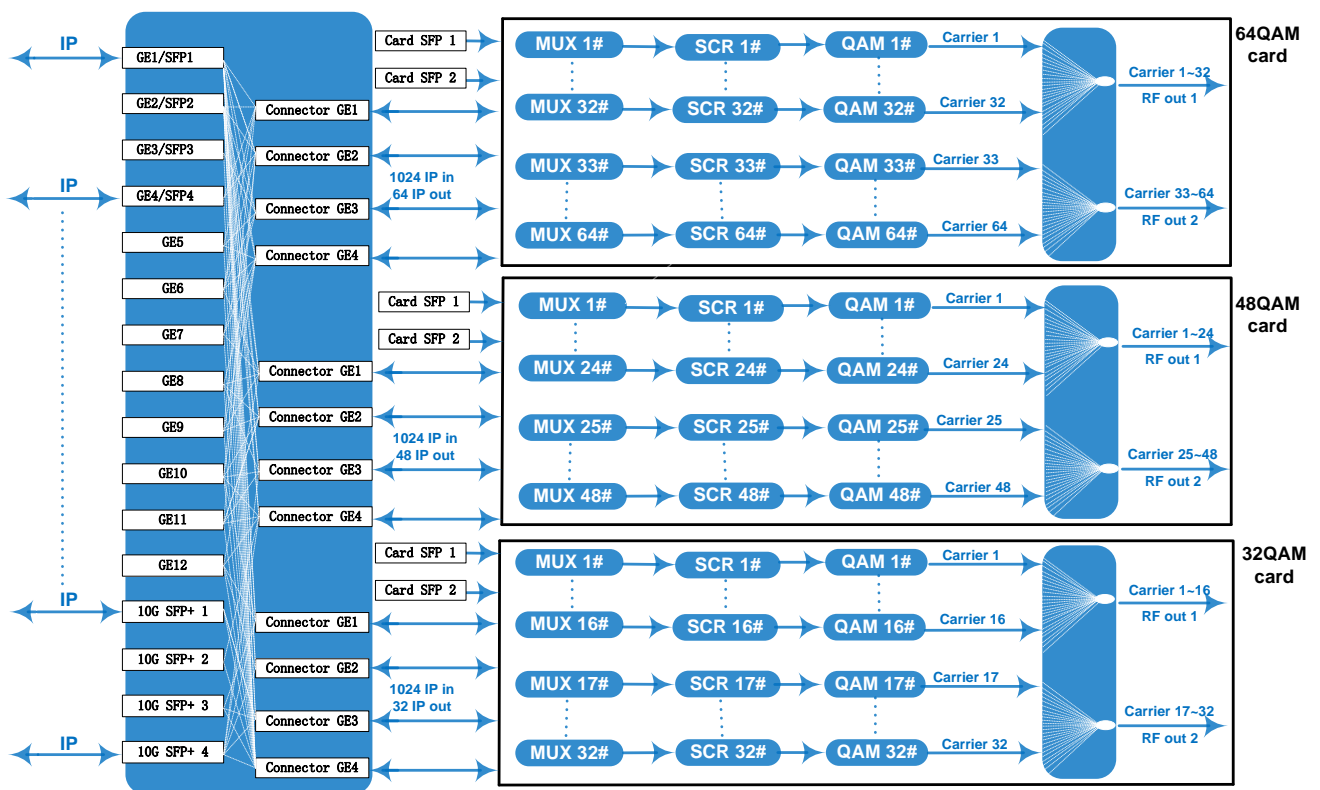 IP
GE1/SFP1
GE2/SFP2
GE3/SFP3
IP
GE4/SFP4
GE5
GE6
GE7
GE8
GE9
GE10
GE11
GE12
IP
10G SFP+ 1
10G SFP+ 2
10G SFP+ 3
IP
10G SFP+ 4
Connector GE1
Connector GE2
Connector GE3
Connector GE4
Connector GE1
Connector GE2
Connector GE3
Connector GE4
Connector GE1
Connector GE2
Connector GE3
Connector GE4
Card SFP 1
Card SFP 2
1024 IP in
64 IP out
MUX 1#
SCR 1#
QAM 1#
Carrier 1
MUX 32#
SCR 32#
QAM 32#
Carrier 32
MUX 33#
SCR 33#
QAM 33#
Carrier 33
MUX 64#
SCR 64#
QAM 64#
Carrier 64
Carrier 1~32
RF out 1
Carrier 33~64
RF out 2
64QAM
card
Card SFP 1
Card SFP 2
1024 IP in
48 IP out
MUX 1#
SCR 1#
QAM 1#
Carrier 1
MUX 24#
SCR 24#
QAM 24#
Carrier 24
MUX 25#
SCR 25#
QAM 25#
Carrier 25
MUX 48#
SCR 48#
QAM 48#
Carrier 48
Carrier 1~24
RF out 1
Carrier 25~48
RF out 2
48QAM
card
Card SFP 1
Card SFP 2
1024 IP in
32 IP out
MUX 1#
SCR 1#
QAM 1#
Carrier 1
MUX 16#
SCR 16#
QAM 16#
Carrier 16
MUX 17#
SCR 17#
QAM 17#
Carrier 17
MUX 32#
SCR 32#
QAM 32#
Carrier 32
Carrier 1~16
RF out 1
Carrier 17~32
RF out 2
32QAM
card